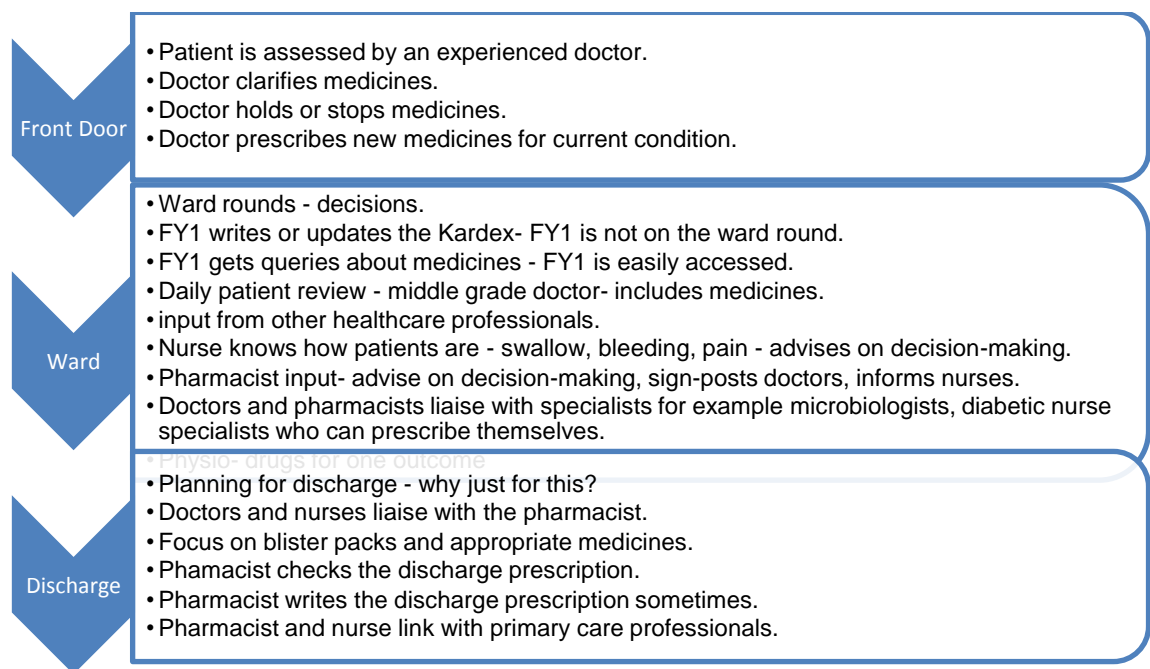 Front Door
• Patient is assessed by an experienced doctor.
• Doctor clarifies medicines.
• Doctor holds or stops medicines.
• Doctor prescribes new medicines for current condition.
Ward
• Ward rounds - decisions.
• FY1 writes or updates the Kardex- FY1 is not on the ward round.
• FY1 gets queries about medicines - FY1 is easily accessed.
• Daily patient review - middle grade doctor- includes medicines.
• input from other healthcare professionals.
• Nurse knows how patients are - swallow, bleeding, pain - advises on decision-making.
• Pharmacist input- advise on decision-making, sign-posts doctors, informs nurses.
• Doctors and pharmacists liaise with specialists for example microbiologists, diabetic nurse
specialists who can prescribe themselves.
• Physio- drugs for one outcome
Discharge
• Planning for discharge - why just for this?
• Doctors and nurses liaise with the pharmacist.
• Focus on blister packs and appropriate medicines.
• Phamacist checks the discharge prescription.
• Pharmacist writes the discharge prescription sometimes.
• Pharmacist and nurse link with primary care professionals.